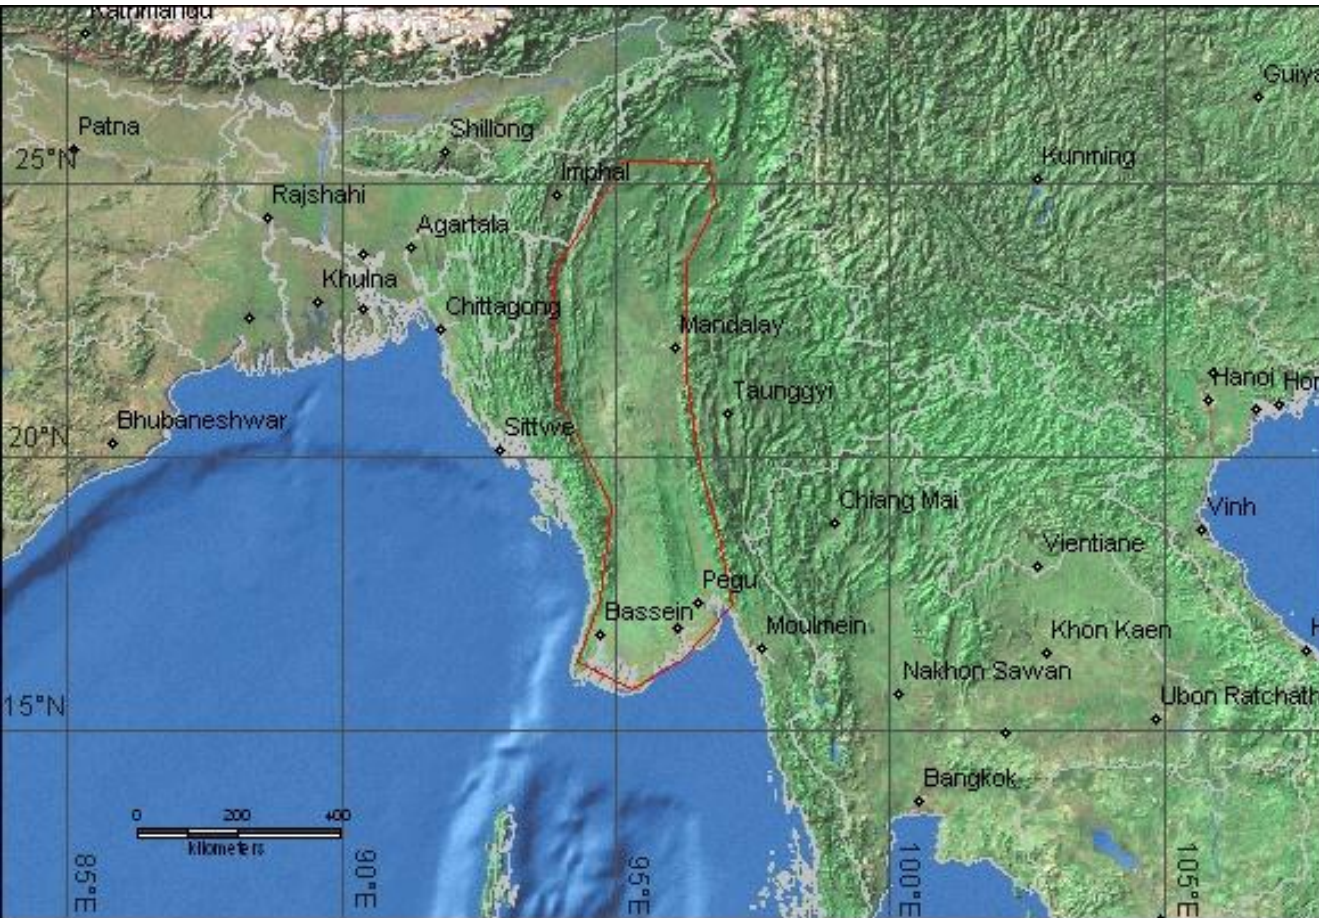 Kathmandu
Guiya
Patna
Shillong
25°N
Imphal
Kunming
Rajshahi
Agartala
Khulna
Chittagong
Mandalay
Hanoi
Taunggyi
Bhubaneshwar
Sittwe
20°N
Chiang Mai
Vinh
Vientiane
Pegu
Bassein
Moulmein
Khon Kaen
Nakhon Sawan
Ubon Ratchath
15°N
Bangkok
0 200 400
kilometers
85°E
90°E
95°E
100°E
105°E